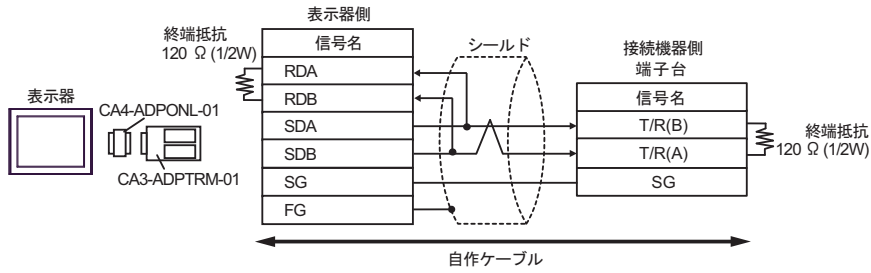 表示器
CA4-ADPONL-01
CA3-ADPTRM-01
終端抵抗
120 Ω (1/2W)
表示器側
信号名
RDA
RDB
SDA
SDB
SG
FG
シールド
接続機器側
端子台
信号名
T/R(B)
T/R(A)
SG
終端抵抗
120 Ω (1/2W)
自作ケーブル